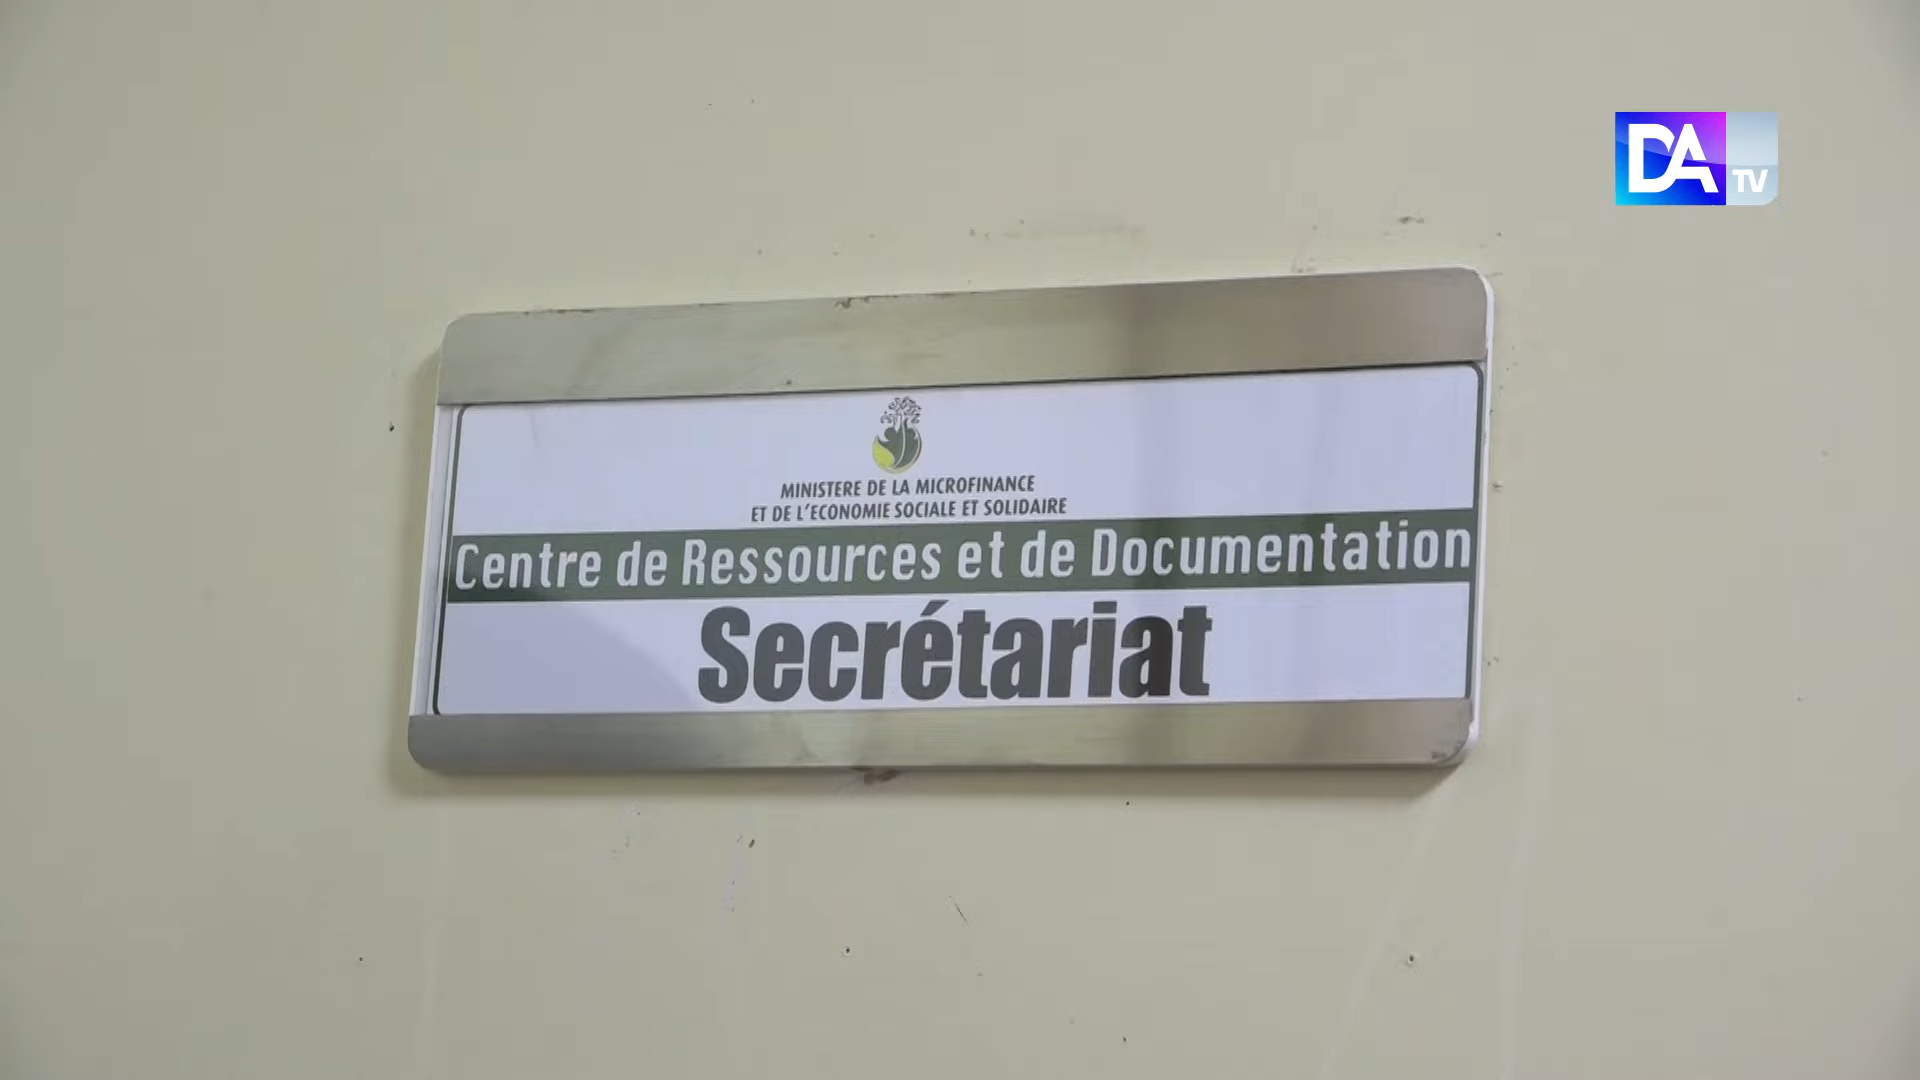 DA TV
MINISTERE DE LA MICROFINANCE
ET DE L'ECONOMIE SOCIALE ET SOLIDAIRE
Centre de Ressources et de Documentation
Secrétariat